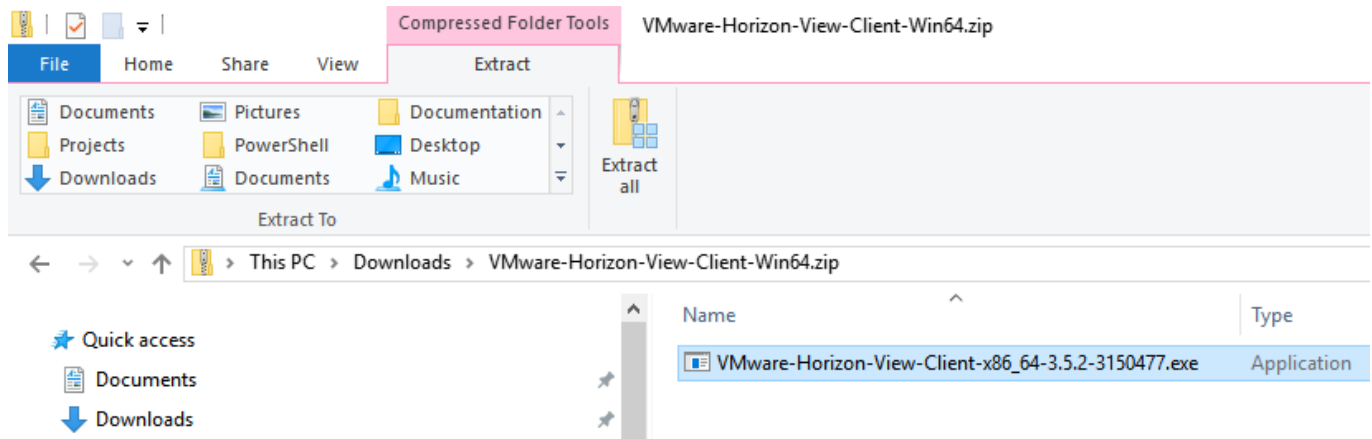 Compressed Folder Tools VMware-Horizon-View-Client-Win64.zip
File Home Share View Extract
Documents Pictures Documentation
Projects PowerShell Desktop
Downloads Documents Music
Extract all
Extract To
This PC > Downloads > VMware-Horizon-View-Client-Win64.zip
Name Type
Quick access
VMware-Horizon-View-Client-x86_64-3.5.2-3150477.exe Application
Documents
Downloads